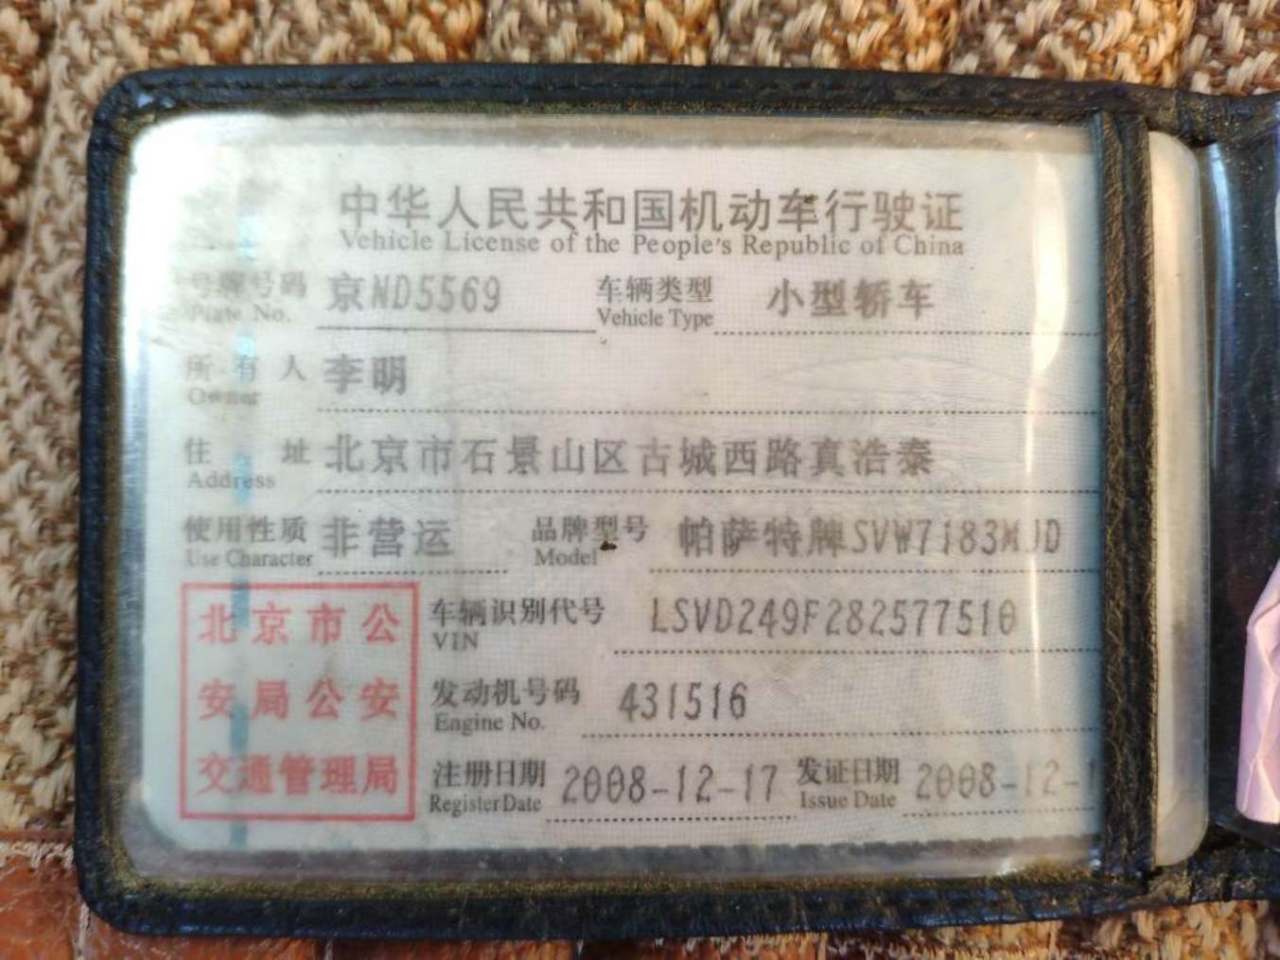 中华人民共和国机动车行驶证
Vehicle License of the People's Republic of China
号牌号码 京ND5569 车辆类型 小型轿车
Plate No. Vehicle Type
所有人 李明
Owner
住址 北京市石景山区古城西路真浩泰
Address
使用性质 非营运 品牌型号 帕萨特牌SVW7183MJD
Use Character Model
北京市公
安局公安
交通管理局
车辆识别代号 LSVD249F282577510
VIN
发动机号码 431516
Engine No.
注册日期 2008-12-17 发证日期 2008-12-1
Register Date Issue Date